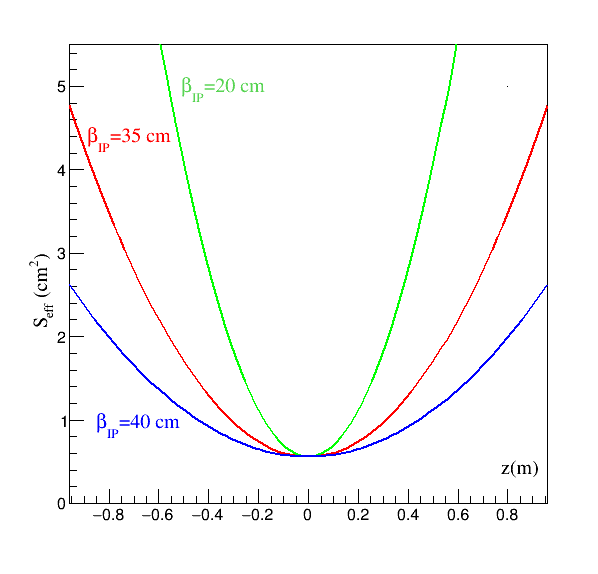 5
β_IP=20 cm
β_IP=35 cm
4
3
S_eff (cm²)
2
1
β_IP=40 cm
z(m)
0
−0.8 −0.6 −0.4 −0.2 0 0.2 0.4 0.6 0.8